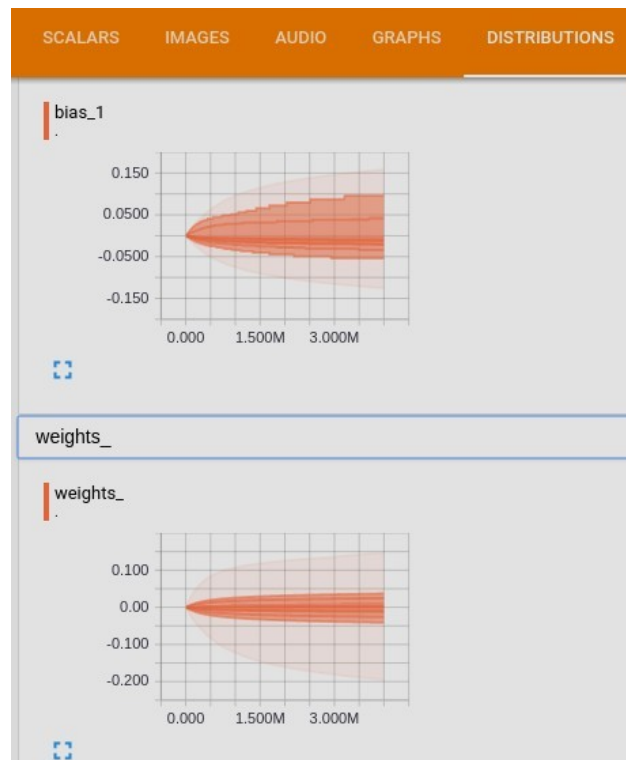 SCALARS IMAGES AUDIO GRAPHS DISTRIBUTIONS
bias_1
.
0.150
0.0500
-0.0500
-0.150
0.000 1.500M 3.000M
weights_
weights_
.
0.100
0.00
-0.100
-0.200
0.000 1.500M 3.000M